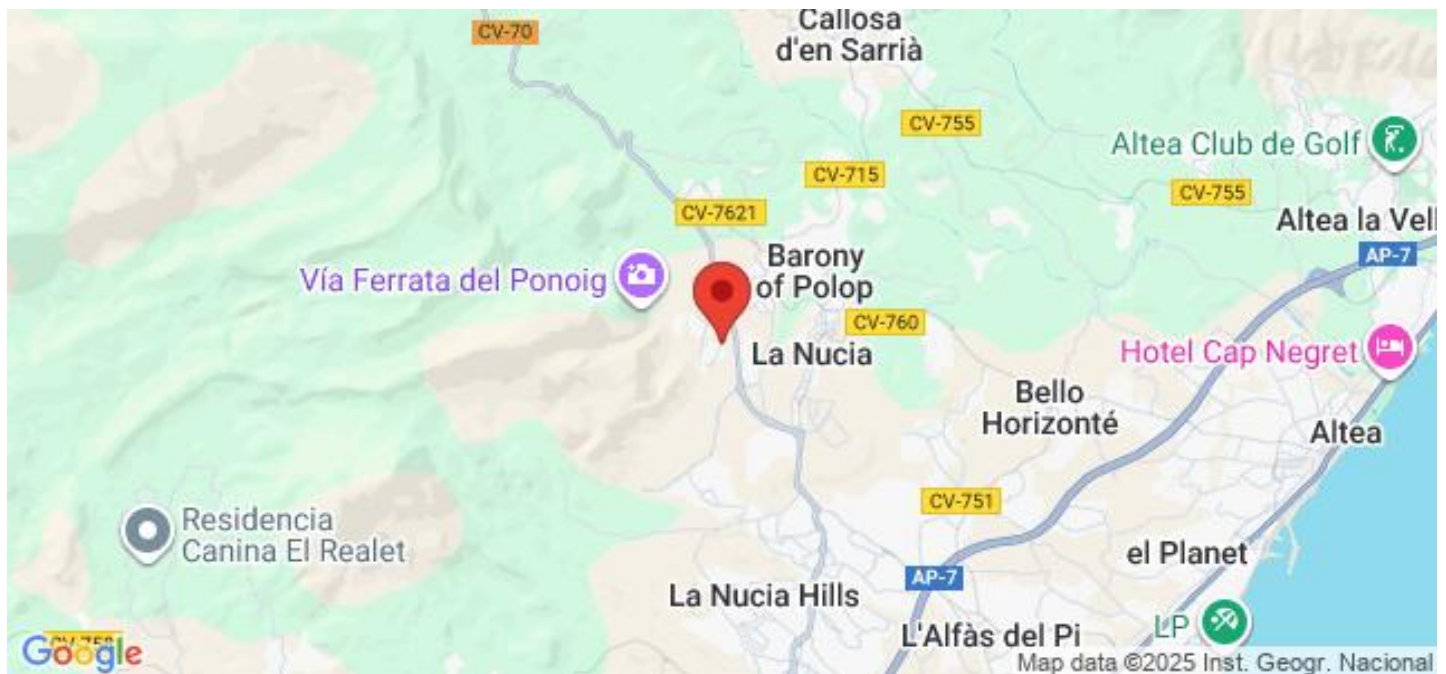 CV-70
Callosa
d'en Sarrià
CV-755
Altea Club de Golf
CV-715
CV-755
CV-7621
Altea la Vell
AP-7
Barony
of Polop
Vía Ferrata del Ponoig
CV-760
La Nucia
Hotel Cap Negret
Bello
Horizonté
Altea
CV-751
Residencia
Canina El Realet
el Planet
AP-7
La Nucia Hills
L'Alfàs del Pi
LP
Google
Map data ©2025 Inst. Geogr. Nacional